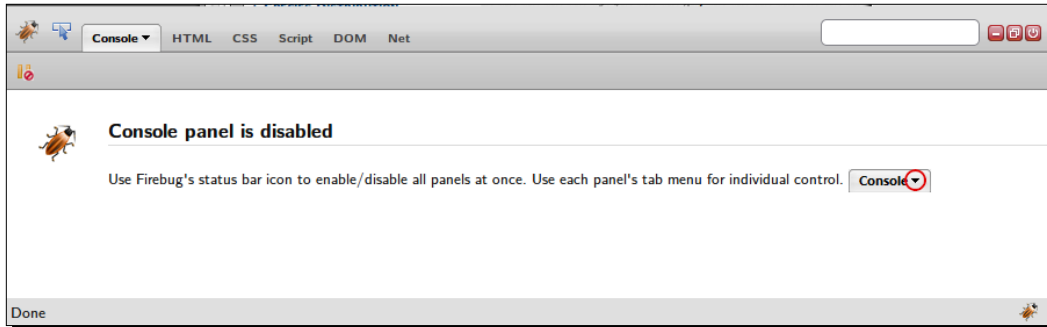 Console HTML CSS Script DOM Net
Console panel is disabled
Use Firebug's status bar icon to enable/disable all panels at once. Use each panel's tab menu for individual control. Console
Done